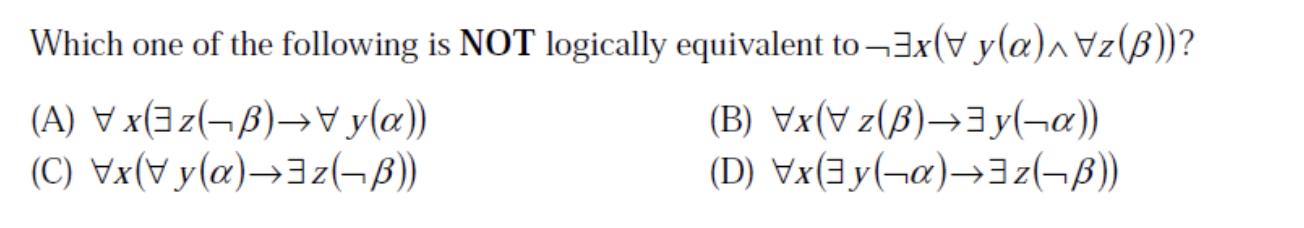 Which one of the following is NOT logically equivalent to ¬∃x(∀ y(α)∧∀z(β))?
(A) ∀ x(∃ z(¬β)→∀ y(α)) (B) ∀x(∀ z(β)→∃ y(¬α))
(C) ∀x(∀ y(α)→∃ z(¬β)) (D) ∀x(∃ y(¬α)→∃ z(¬β))